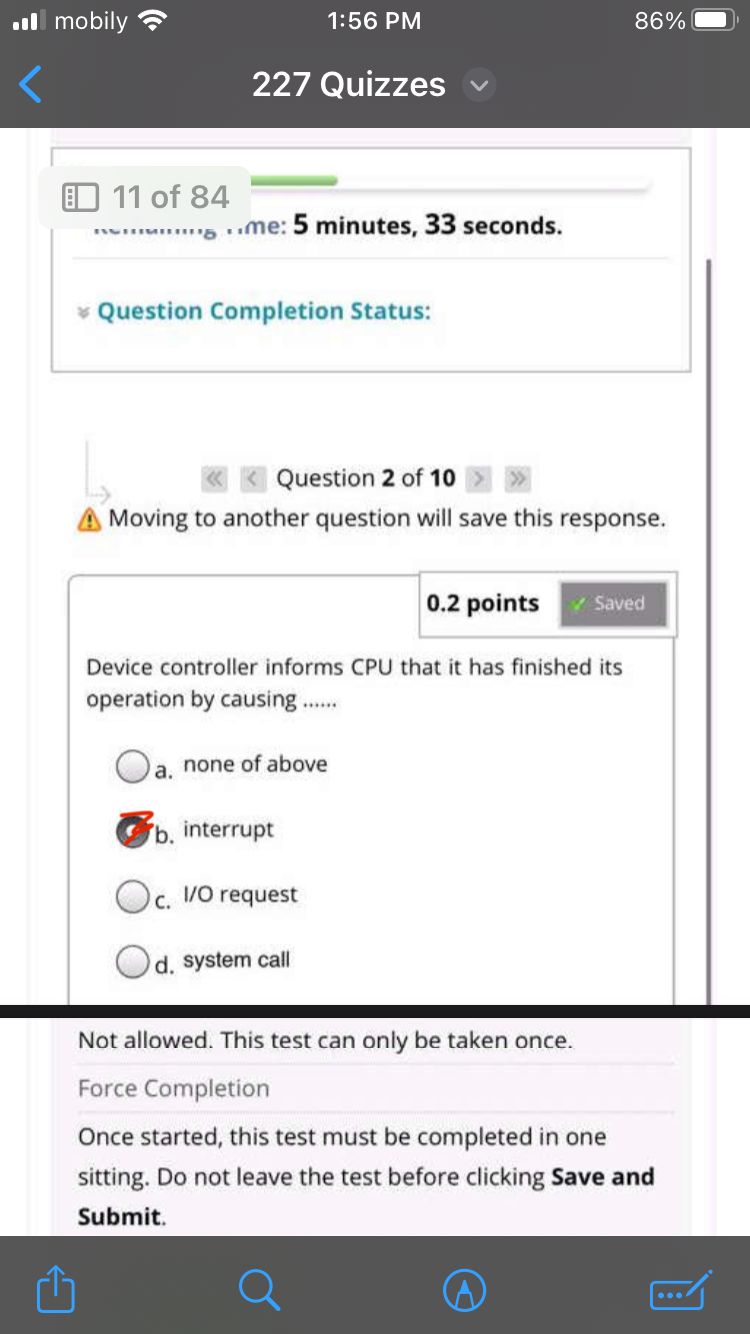 mobily 1:56 PM 86%
227 Quizzes
11 of 84
me: 5 minutes, 33 seconds.
Question Completion Status:
Question 2 of 10
Moving to another question will save this response.
0.2 points Saved
Device controller informs CPU that it has finished its
operation by causing ......
a. none of above
b. interrupt
c. I/O request
d. system call
Not allowed. This test can only be taken once.
Force Completion
Once started, this test must be completed in one
sitting. Do not leave the test before clicking Save and
Submit.